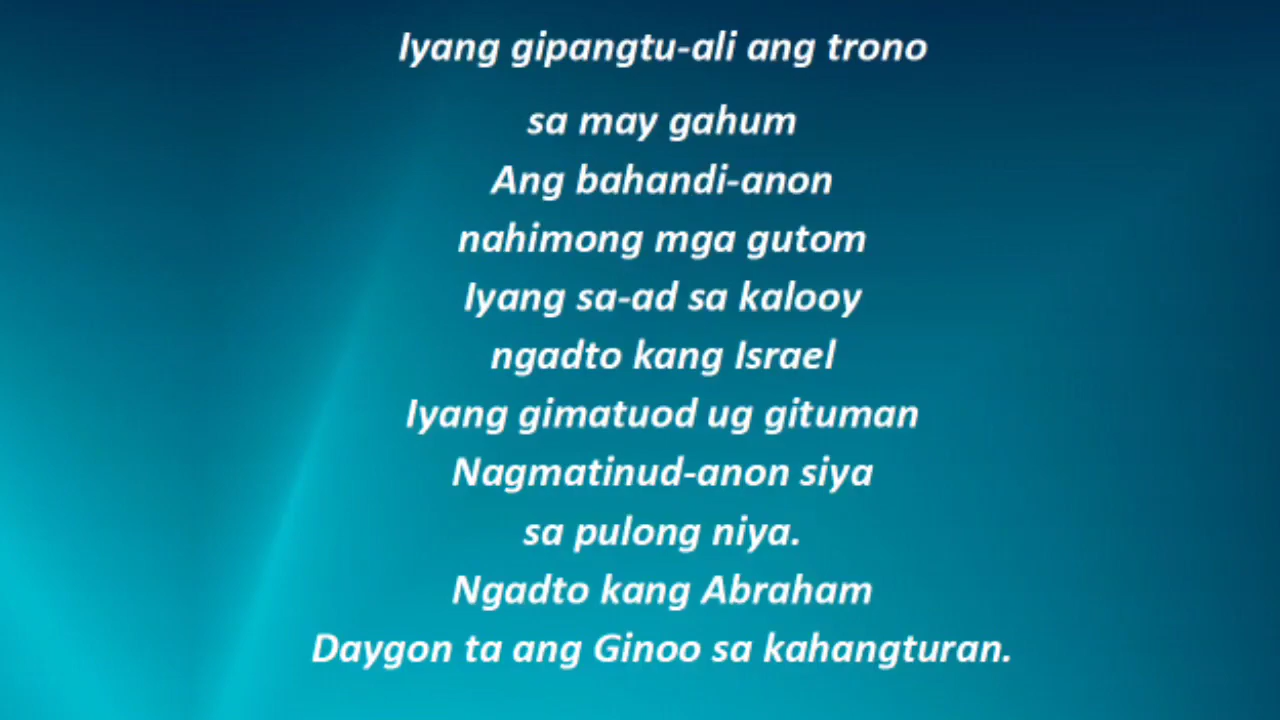 Iyang gipangtu-ali ang trono
sa may gahum
Ang bahandi-anon
nahimong mga gutom
Iyang sa-ad sa kalooy
ngadto kang Israel
Iyang gimatuod ug gituman
Nagmatinud-anon siya
sa pulong niya.
Ngadto kang Abraham
Daygon ta ang Ginoo sa kahangturan.